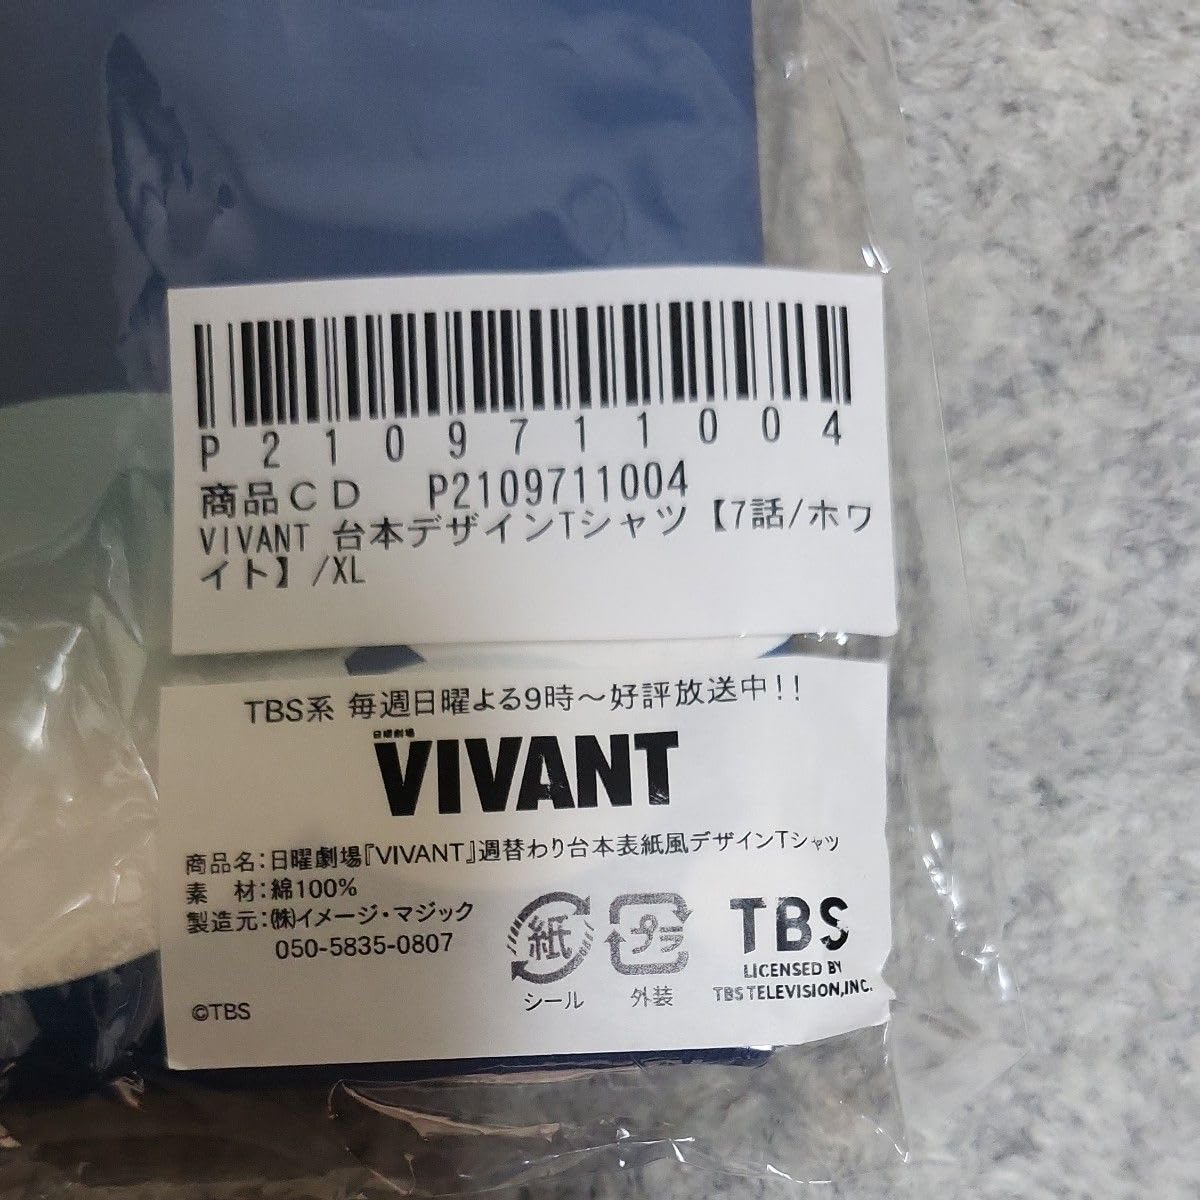 P2109711004
商品CD P2109711004
VIVANT 台本デザインTシャツ【7話/ホワ
イト】/XL
TBS系 毎週日曜よる9時～好評放送中!!
日曜劇場
VIVANT
商品名:日曜劇場『VIVANT』週替わり台本表紙風デザインTシャツ
素 材:綿100%
製造元:㈱イメージ・マジック
050-5835-0807
紙
シール
プラ
外装
TBS
LICENSED BY
TBS TELEVISION,INC.
©TBS